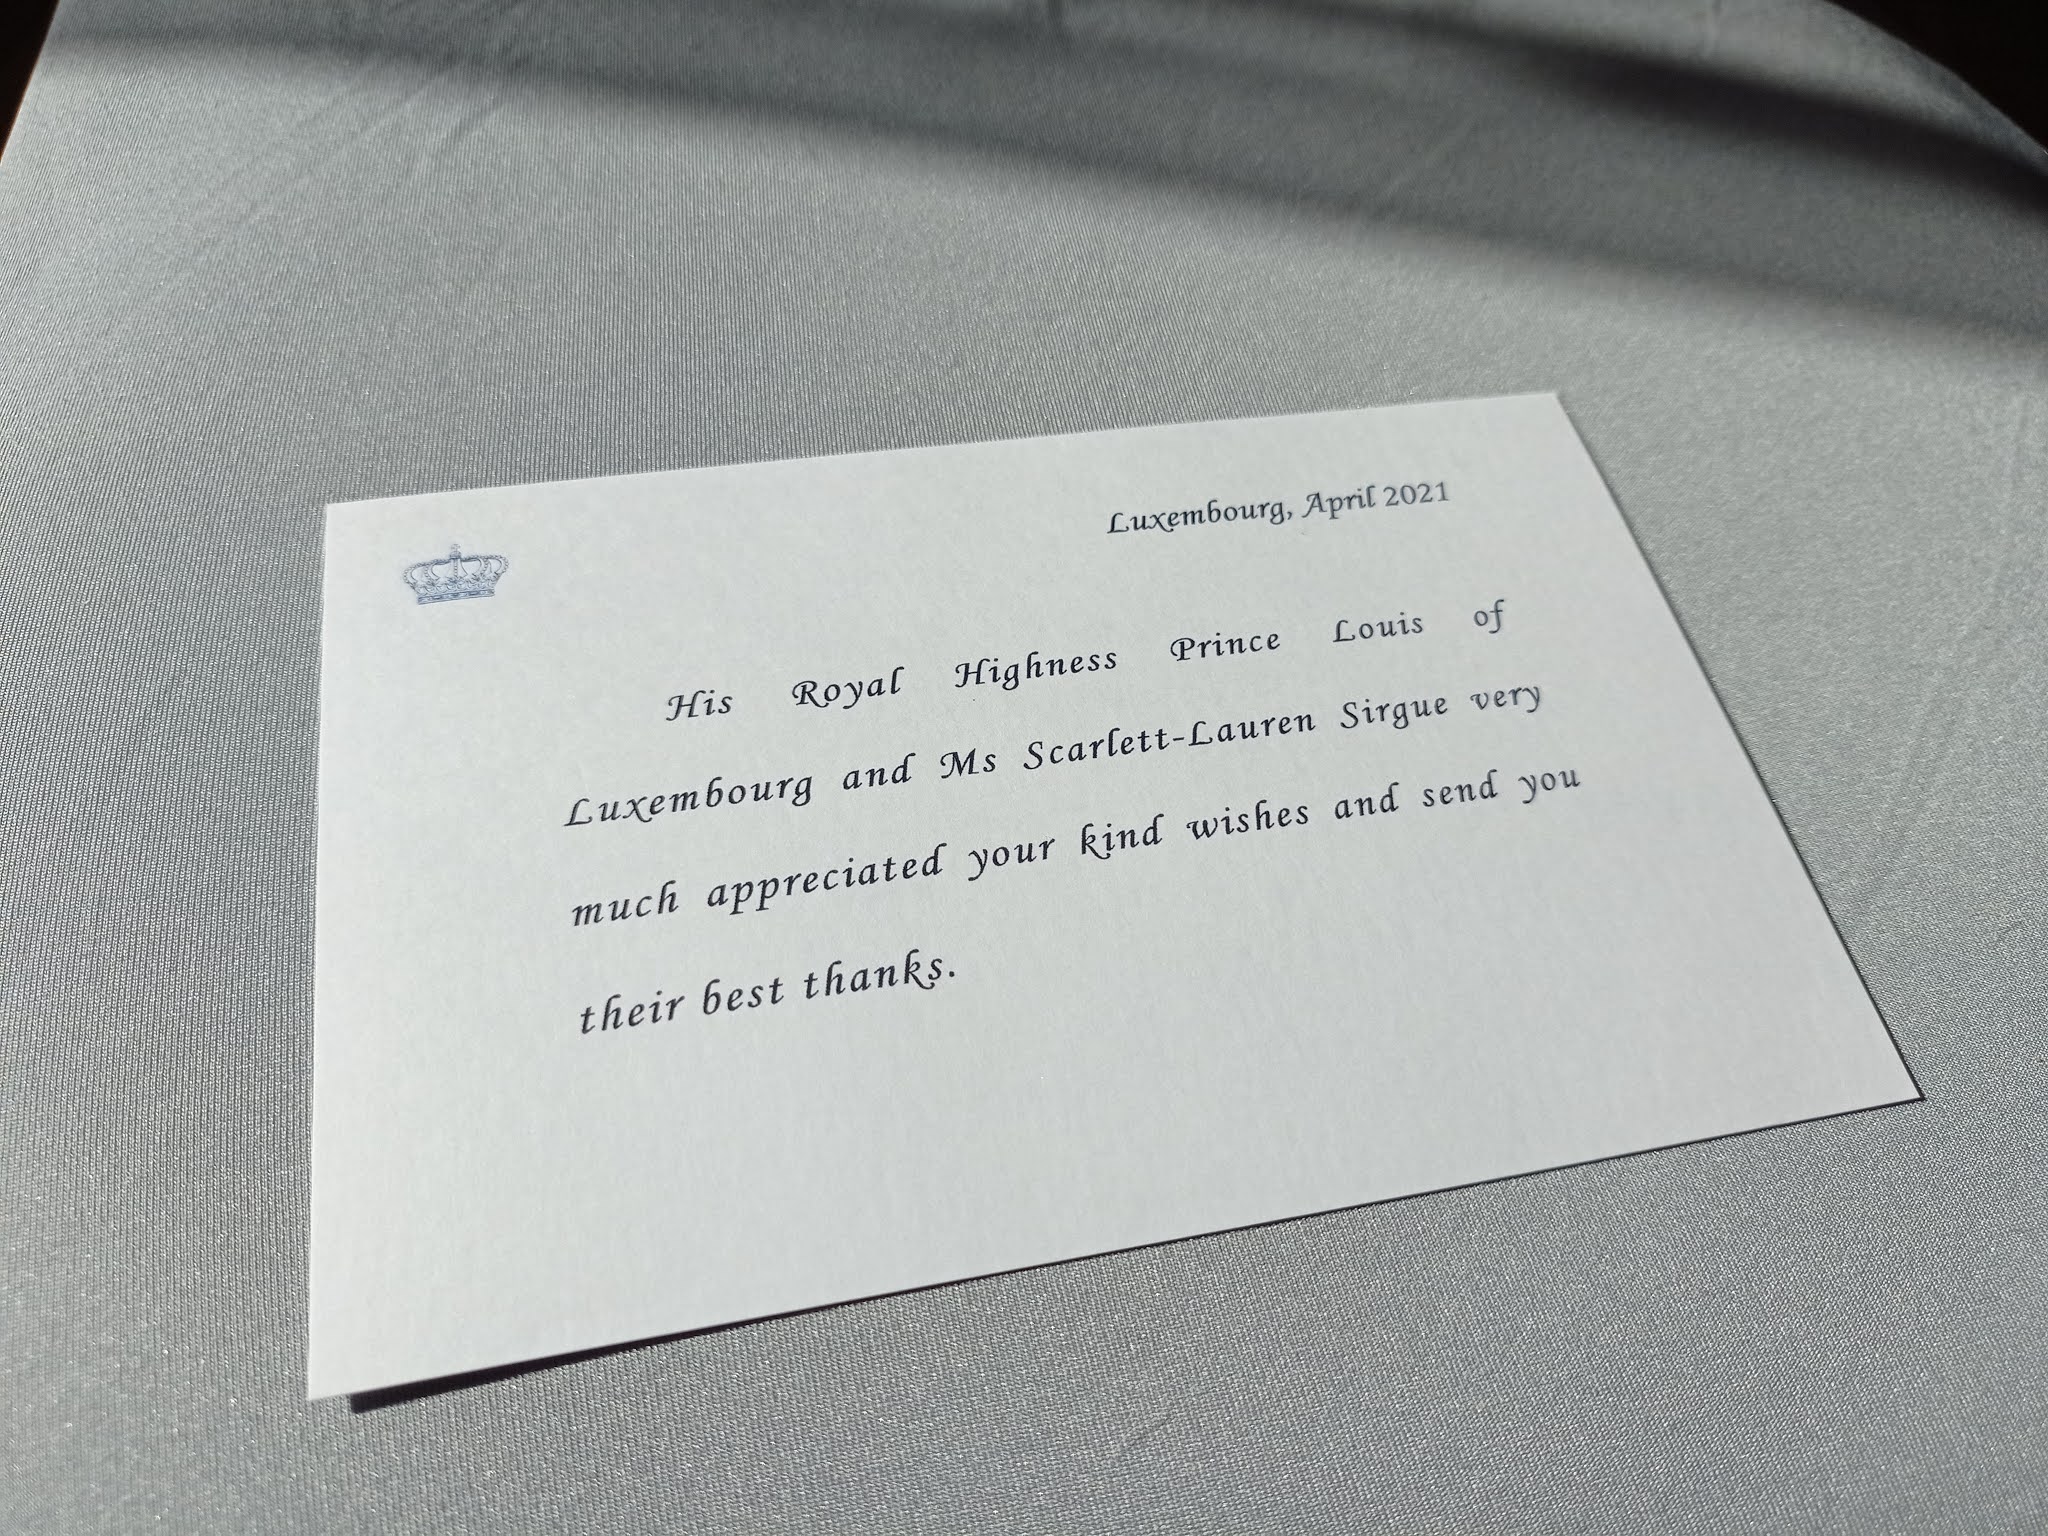 Luxembourg, April 2021
His Royal Highness Prince Louis of
Luxembourg and Ms Scarlett-Lauren Sirgue very
much appreciated your kind wishes and send you
their best thanks.